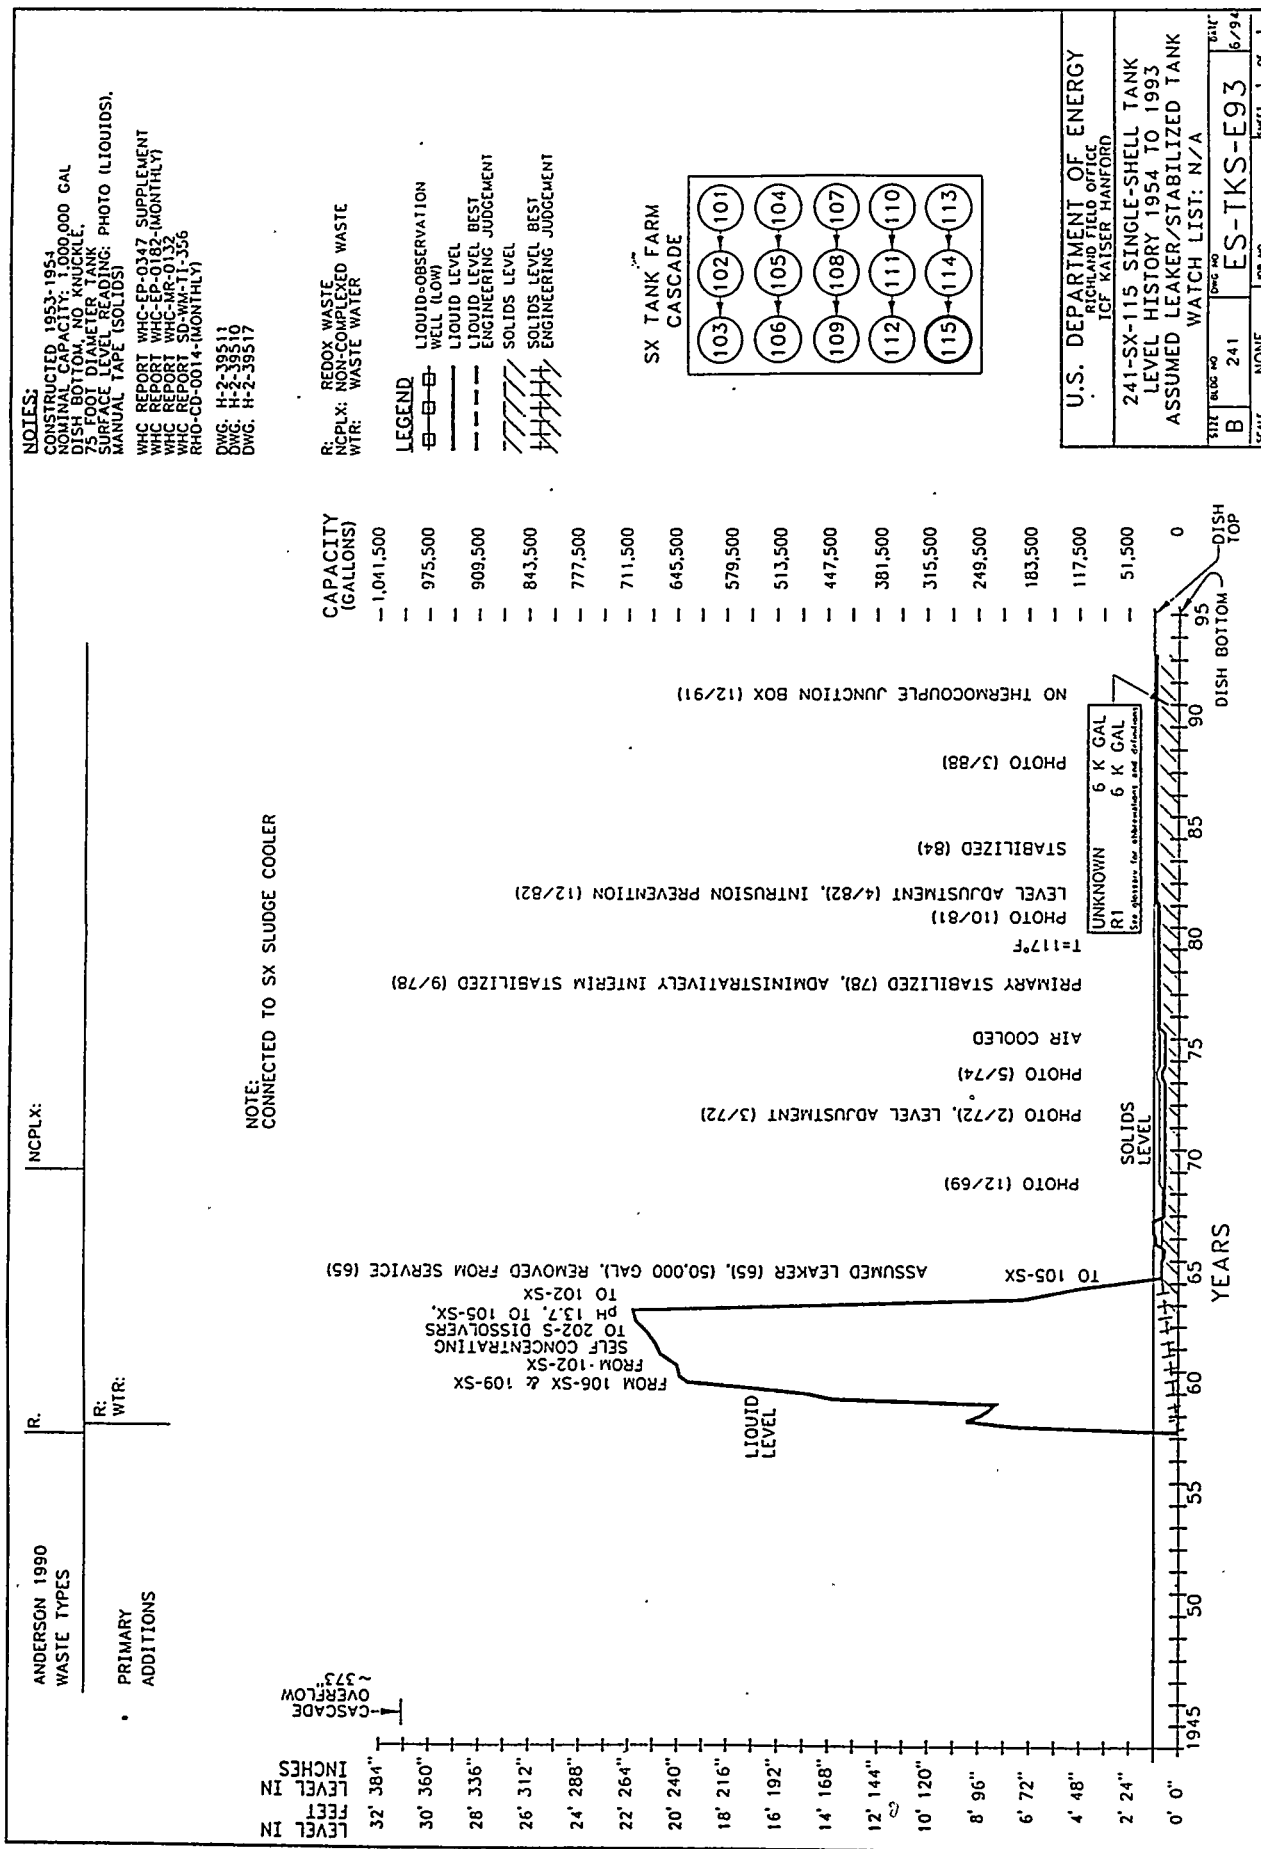 ANDERSON 1990
WASTE TYPES
R.
NCPLX:
PRIMARY
ADDITIONS
R:
WTR:
NOTE:
CONNECTED TO SX SLUDGE COOLER
LEVEL IN
FEET
LEVEL IN
INCHES
CASCADE
OVERFLOW
~373"
32' 384"
30' 360"
28' 336"
26' 312"
24' 288"
22' 264"
20' 240"
18' 216"
16' 192"
14' 168"
12' 144"
10' 120"
8' 96"
6' 72"
4' 48"
2' 24"
0' 0"
LIQUID
LEVEL
FROM 106-SX & 109-SX
FROM-102-SX
SELF CONCENTRATING
TO 202-S DISSOLVERS
pH 13.7, TO 105-SX,
TO 102-SX
ASSUMED LEAKER (65), (50,000 GAL), REMOVED FROM SERVICE (65)
TO 105-SX
PHOTO (12/69)
SOLIDS
LEVEL
PHOTO (2/72), LEVEL ADJUSTMENT (3/72)
PHOTO (5/74)
AIR COOLED
PRIMARY STABILIZED (78), ADMINISTRATIVELY INTERIM STABILIZED (9/78)
T=117°F
PHOTO (10/81)
LEVEL ADJUSTMENT (4/82), INTRUSION PREVENTION (12/82)
STABILIZED (84)
PHOTO (3/88)
NO THERMOCOUPLE JUNCTION BOX (12/91)
UNKNOWN 6 K GAL
R1 6 K GAL
See glossary for abbreviations and definitions
1945
50
55
60
65
70
75
80
85
90
95
YEARS
DISH BOTTOM
DISH
TOP
CAPACITY
(GALLONS)
1,041,500
975,500
909,500
843,500
777,500
711,500
645,500
579,500
513,500
447,500
381,500
315,500
249,500
183,500
117,500
51,500
0
NOTES:
CONSTRUCTED 1953-1954
NOMINAL CAPACITY: 1,000,000 GAL
DISH BOTTOM, NO KNUCKLE,
75 FOOT DIAMETER TANK
SURFACE LEVEL READING: PHOTO (LIQUIDS),
MANUAL TAPE (SOLIDS)
WHC REPORT WHC-EP-0347 SUPPLEMENT
WHC REPORT WHC-EP-0182-(MONTHLY)
WHC REPORT WHC-MR-0132
WHC REPORT SD-WM-TI-356
RHO-CD-0014-(MONTHLY)
DWG. H-2-39511
DWG. H-2-39510
DWG. H-2-39517
R: REDOX WASTE
NCPLX: NON-COMPLEXED WASTE
WTR: WASTE WATER
LEGEND
LIQUID OBSERVATION
WELL (LOW)
LIQUID LEVEL
LIQUID LEVEL BEST
ENGINEERING JUDGEMENT
SOLIDS LEVEL
SOLIDS LEVEL BEST
ENGINEERING JUDGEMENT
SX TANK FARM
CASCADE
103 102 101
106 105 104
109 108 107
112 111 110
115 114 113
U.S. DEPARTMENT OF ENERGY
RICHLAND FIELD OFFICE
ICF KAISER HANFORD
241-SX-115 SINGLE-SHELL TANK
LEVEL HISTORY 1954 TO 1993
ASSUMED LEAKER/STABILIZED TANK
WATCH LIST: N/A
SIZE
B
BLDG NO
241
DWG NO
ES-TKS-E93
DATE
6/94
SCALE NONE